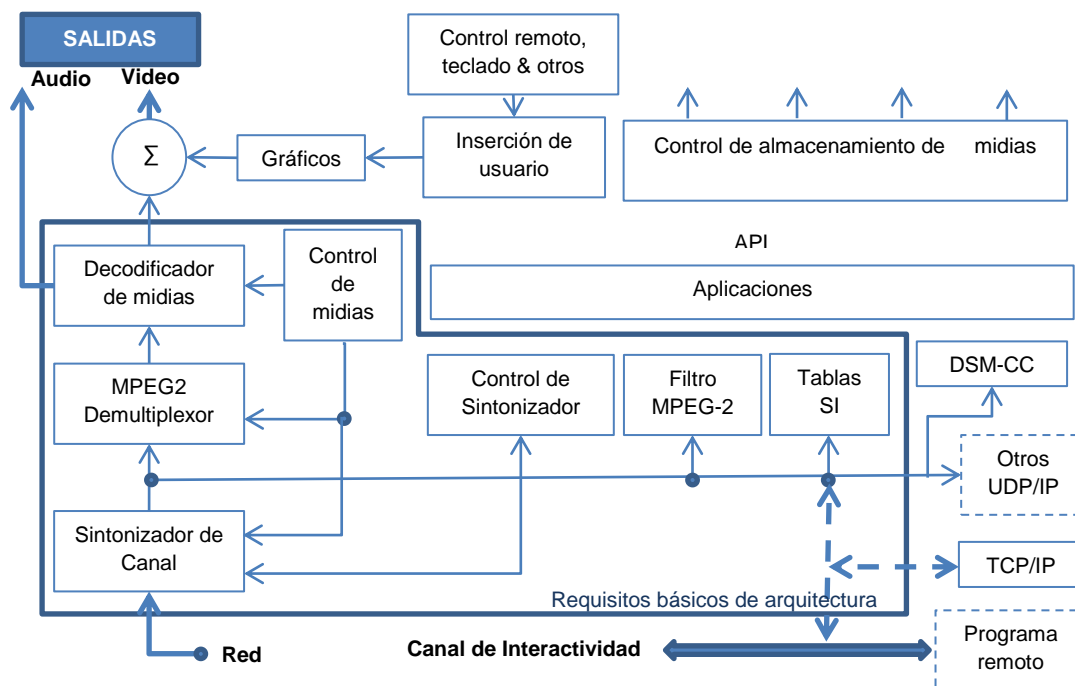 SALIDAS
Audio
Video
Control remoto,
teclado & otros
Σ
Gráficos
Inserción de
usuario
Control de almacenamiento de midias
API
Aplicaciones
Decodificador
de midias
Control
de
midias
MPEG2
Demultiplexor
Control de
Sintonizador
Filtro
MPEG-2
Tablas
SI
DSM-CC
Otros
UDP/IP
Sintonizador de
Canal
TCP/IP
Requisitos básicos de arquitectura
Red
Canal de Interactividad
Programa
remoto